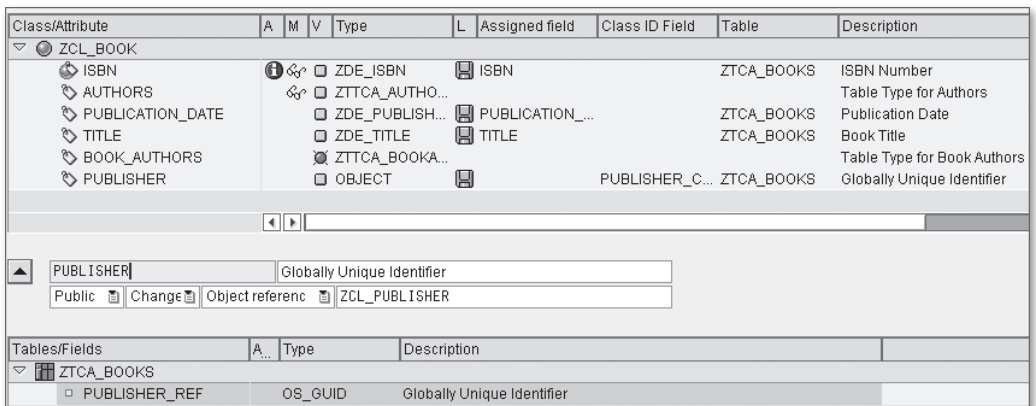 Class/Attribute A M V Type L Assigned field Class ID Field Table Description
ZCL_BOOK
ISBN ZDE_ISBN ISBN ZTCA_BOOKS ISBN Number
AUTHORS ZTTCA_AUTHO... Table Type for Authors
PUBLICATION_DATE ZDE_PUBLISH... PUBLICATION_... ZTCA_BOOKS Publication Date
TITLE ZDE_TITLE TITLE ZTCA_BOOKS Book Title
BOOK_AUTHORS ZTTCA_BOOKA... Table Type for Book Authors
PUBLISHER OBJECT PUBLISHER_C... ZTCA_BOOKS Globally Unique Identifier
PUBLISHER Globally Unique Identifier
Public Change Object referenc ZCL_PUBLISHER
Tables/Fields A... Type Description
ZTCA_BOOKS
PUBLISHER_REF OS_GUID Globally Unique Identifier